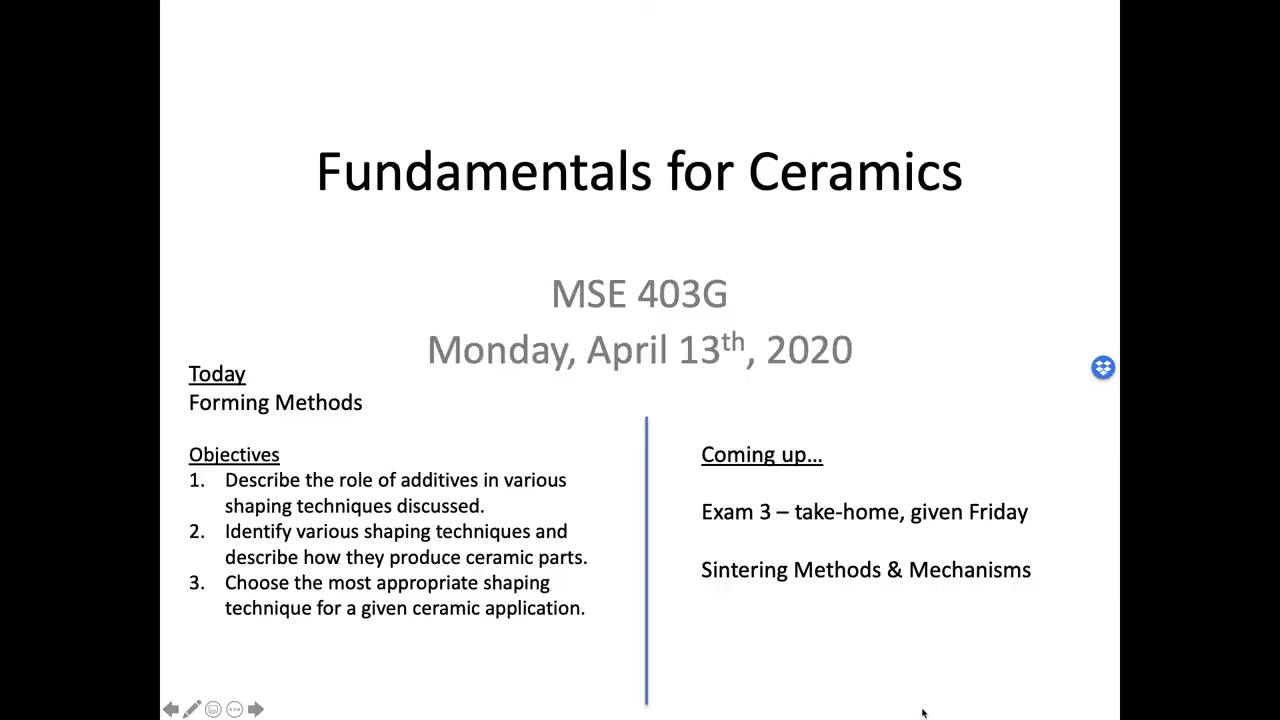 Fundamentals for Ceramics
MSE 403G
Monday, April 13th, 2020
Today
Forming Methods
Objectives
1. Describe the role of additives in various
shaping techniques discussed.
2. Identify various shaping techniques and
describe how they produce ceramic parts.
3. Choose the most appropriate shaping
technique for a given ceramic application.
Coming up…
Exam 3 – take-home, given Friday
Sintering Methods & Mechanisms